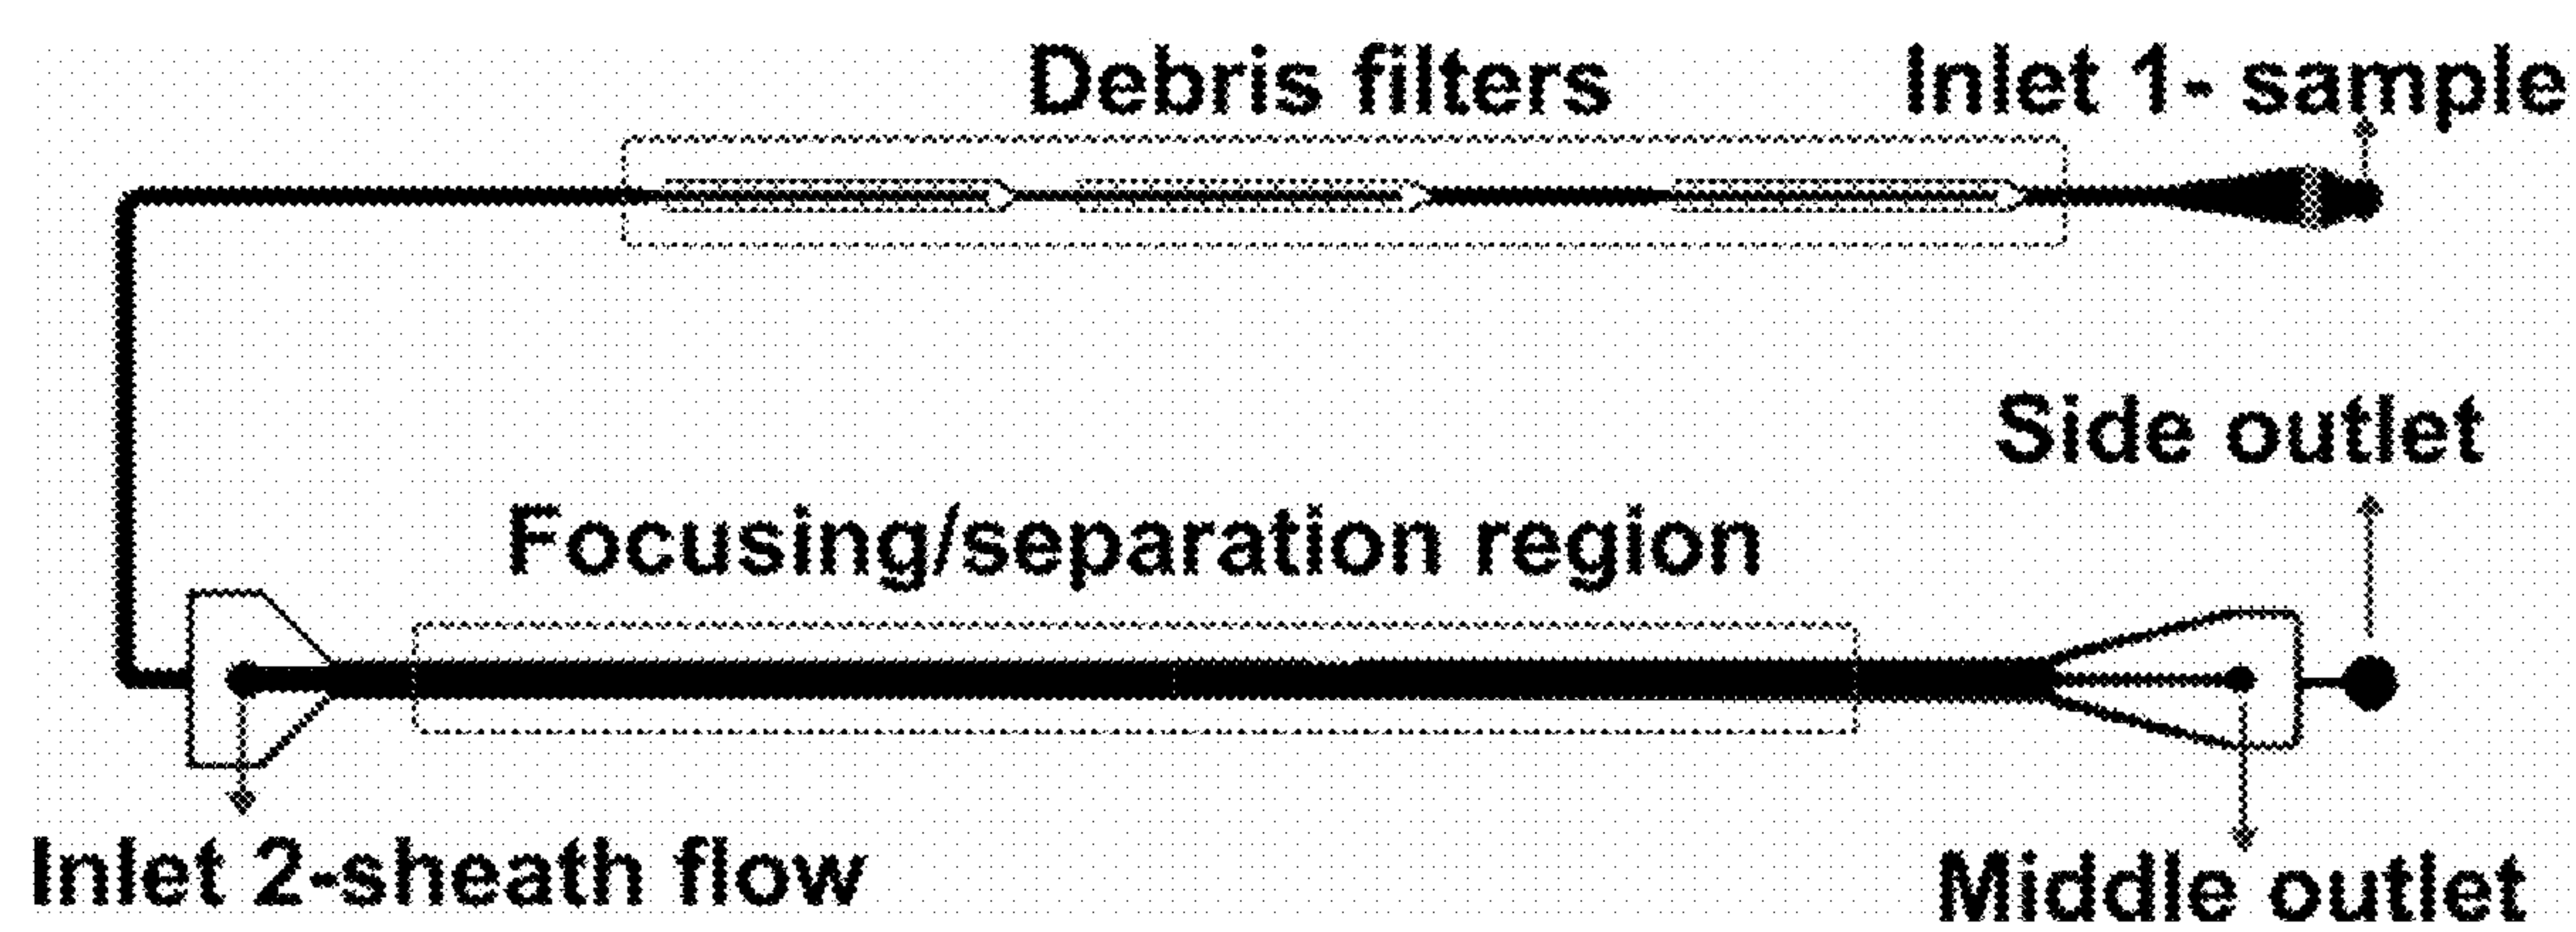 Debris filters
Inlet 1- sample
Side outlet
Focusing/separation region
Inlet 2-sheath flow
Middle outlet